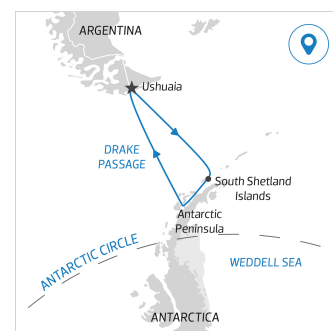 ARGENTINA
Ushuaia
DRAKE
PASSAGE
South Shetland
Islands
Antarctic
Peninsula
ANTARCTIC CIRCLE
WEDDELL SEA
ANTARCTICA